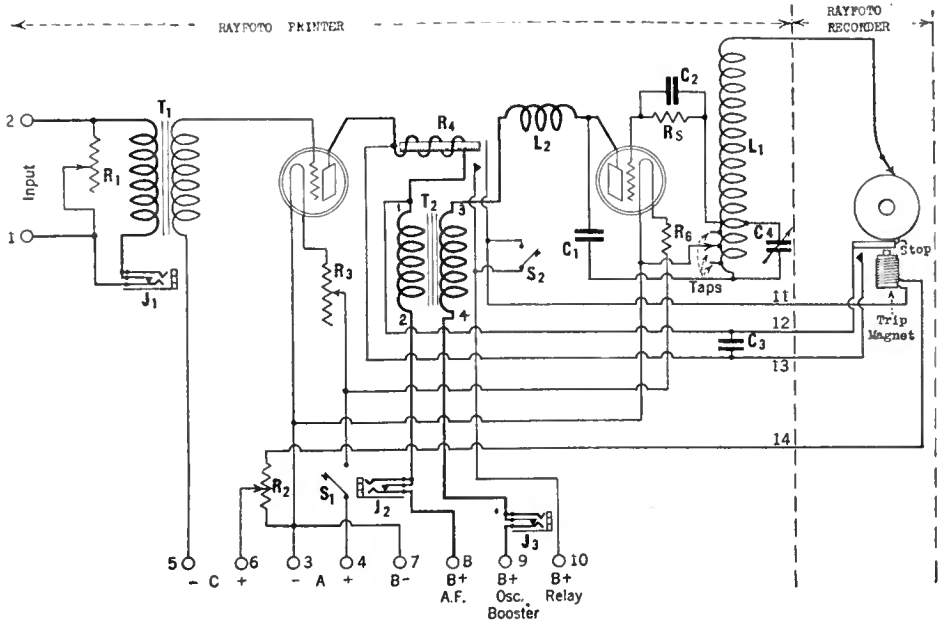 RAYFOTO PRINTER
RAYFOTO
RECORDER
T1
2
R1
Input
1
J1
R3
R4
T2
1
3
2
4
L2
C1
C2
R5
L1
R6
C4
Taps
S2
Stop
Trip
Magnet
11
12
C3
13
14
R2
S1
J2
J3
5
6
3
4
7
8
9
10
- C +
- A +
B-
B+
A.F.
B+
Osc.
Booster
B+
Relay